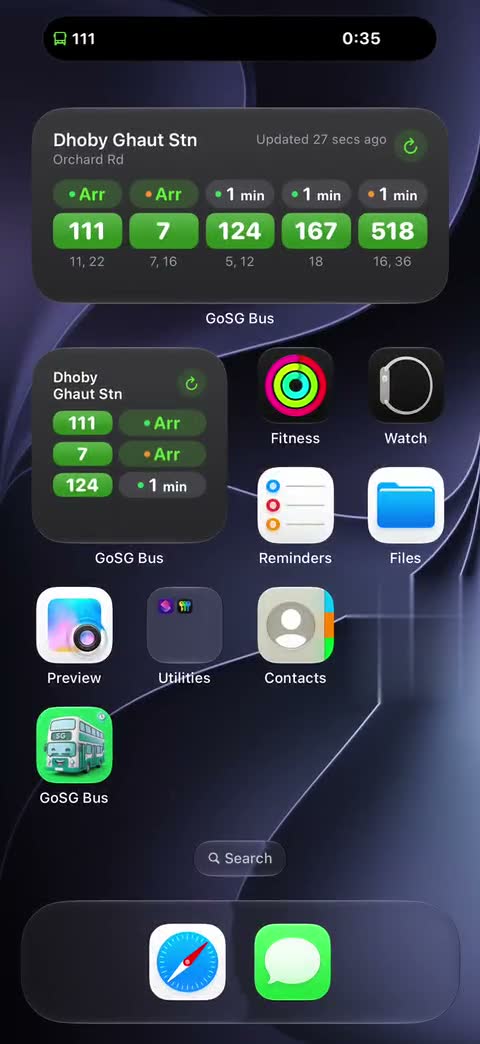 111 0:35
Dhoby Ghaut Stn Updated 27 secs ago
Orchard Rd
Arr Arr 1 min 1 min 1 min
111 7 124 167 518
11, 22 7, 16 5, 12 18 16, 36
GoSG Bus
Dhoby
Ghaut Stn
111 Arr
7 Arr
124 1 min
GoSG Bus
Fitness Watch
Reminders Files
Preview Utilities Contacts
SG
GoSG Bus
Search